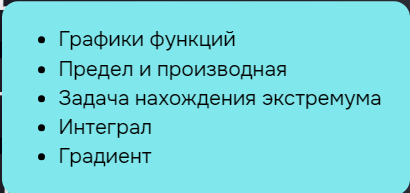 • Графики функций
• Предел и производная
• Задача нахождения экстремума
• Интеграл
• Градиент